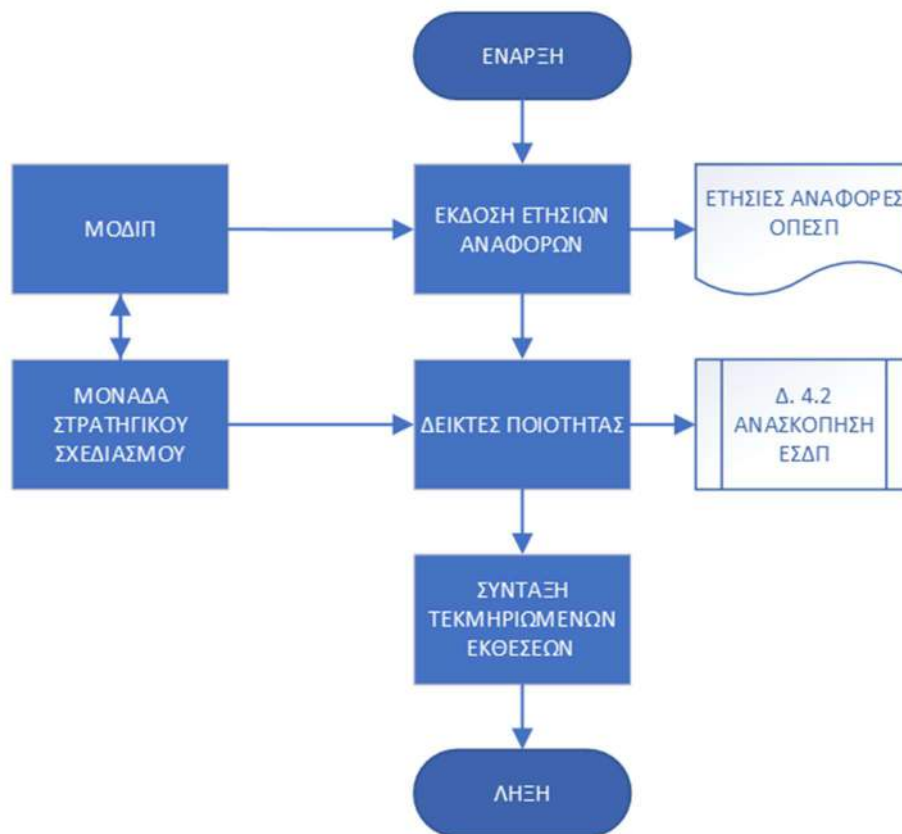 ΕΝΑΡΞΗ
ΜΟΔΙΠ
ΕΚΔΟΣΗ ΕΤΗΣΙΩΝ
ΑΝΑΦΟΡΩΝ
ΕΤΗΣΙΕΣ ΑΝΑΦΟΡΕΣ
ΟΠΕΣΠ
ΜΟΝΑΔΑ
ΣΤΡΑΤΗΓΙΚΟΥ
ΣΧΕΔΙΑΣΜΟΥ
ΔΕΙΚΤΕΣ ΠΟΙΟΤΗΤΑΣ
Δ. 4.2
ΑΝΑΣΚΟΠΗΣΗ
ΕΣΔΠ
ΣΥΝΤΑΞΗ
ΤΕΚΜΗΡΙΩΜΕΝΩΝ
ΕΚΘΕΣΕΩΝ
ΛΗΞΗ